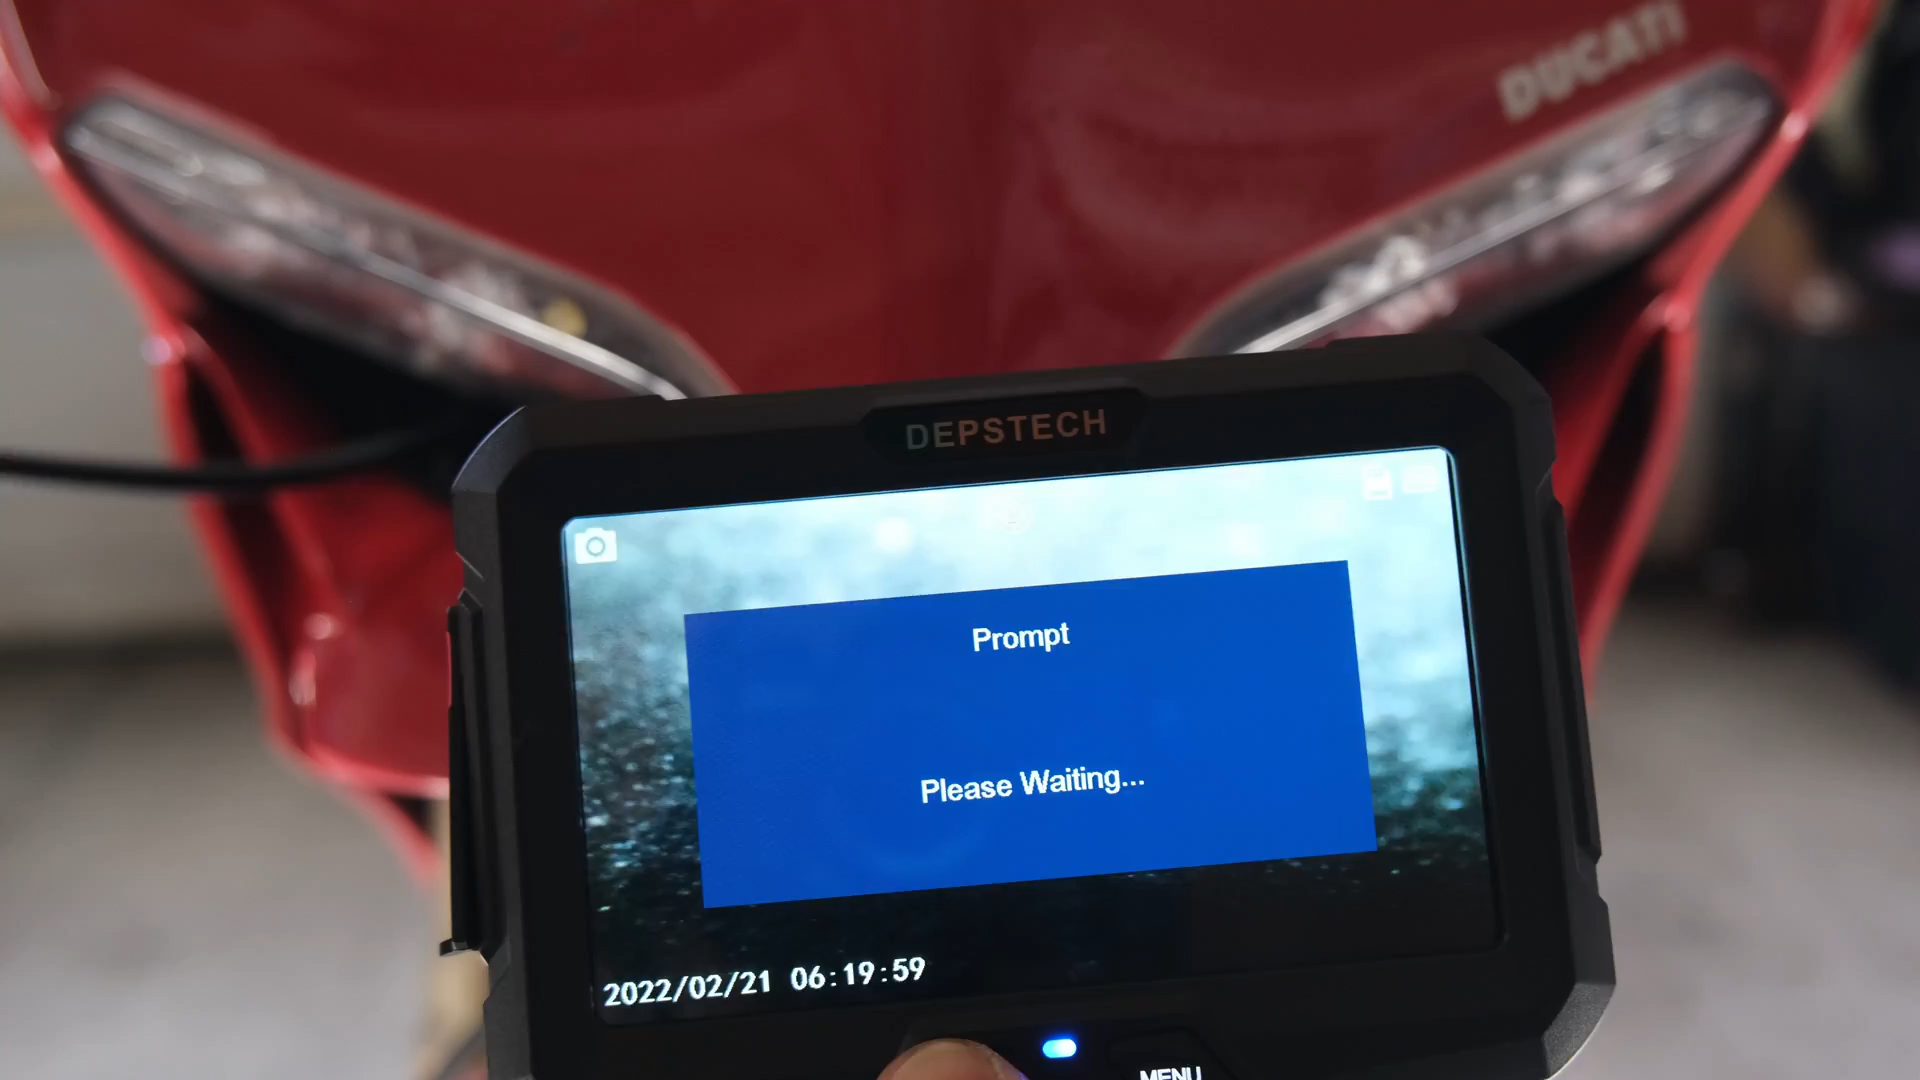 DUCATI
DEPSTECH
Prompt
Please Waiting...
2022/02/21 06:19:59
MENU